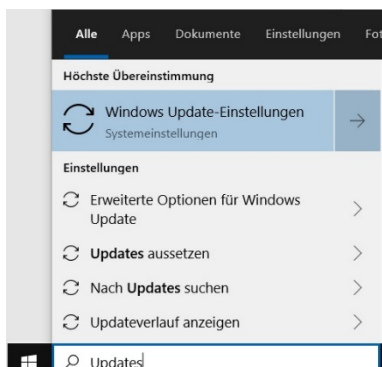 Alle Apps Dokumente Einstellungen Fot
Höchste Übereinstimmung
Windows Update-Einstellungen
Systemeinstellungen
Einstellungen
Erweiterte Optionen für Windows
Update
Updates aussetzen
Nach Updates suchen
Updateverlauf anzeigen
Updates